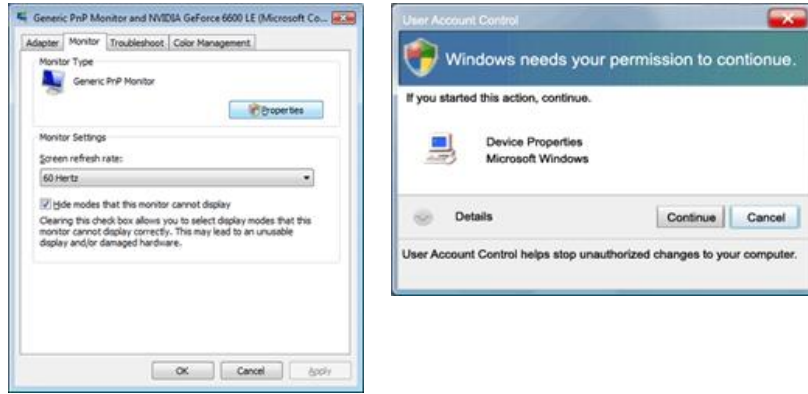 Generic PnP Monitor and NVIDIA GeForce 6600 LE (Microsoft Co...
Adapter Monitor Troubleshoot Color Management
Monitor Type
Generic PnP Monitor
Properties
Monitor Settings
Screen refresh rate:
60 Hertz
Hide modes that this monitor cannot display
Clearing this check box allows you to select display modes that this
monitor cannot display correctly. This may lead to an unusable
display and/or damaged hardware.
OK Cancel Apply
User Account Control
Windows needs your permission to contionue.
If you started this action, continue.
Device Properties
Microsoft Windows
Details Continue Cancel
User Account Control helps stop unauthorized changes to your computer.